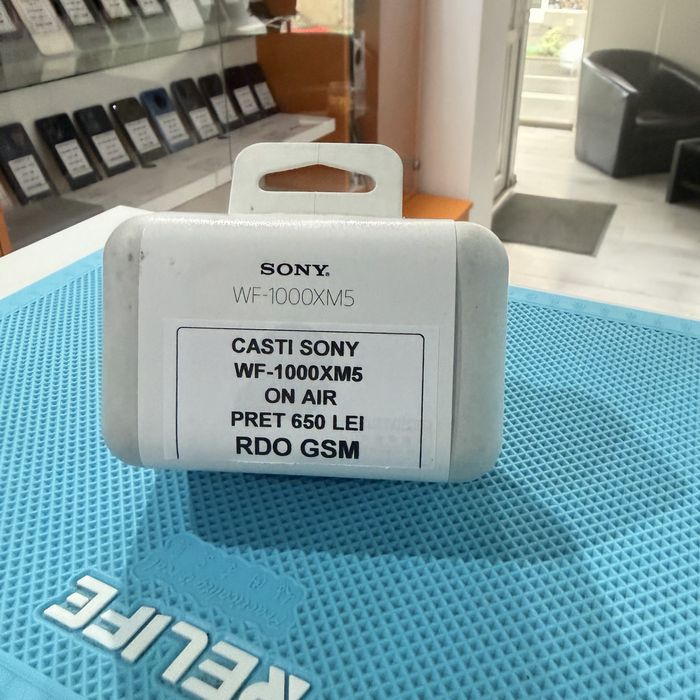 SONY®
WF-1000XM5
CASTI SONY
WF-1000XM5
ON AIR
PRET 650 LEI
RDO GSM
RELIFE